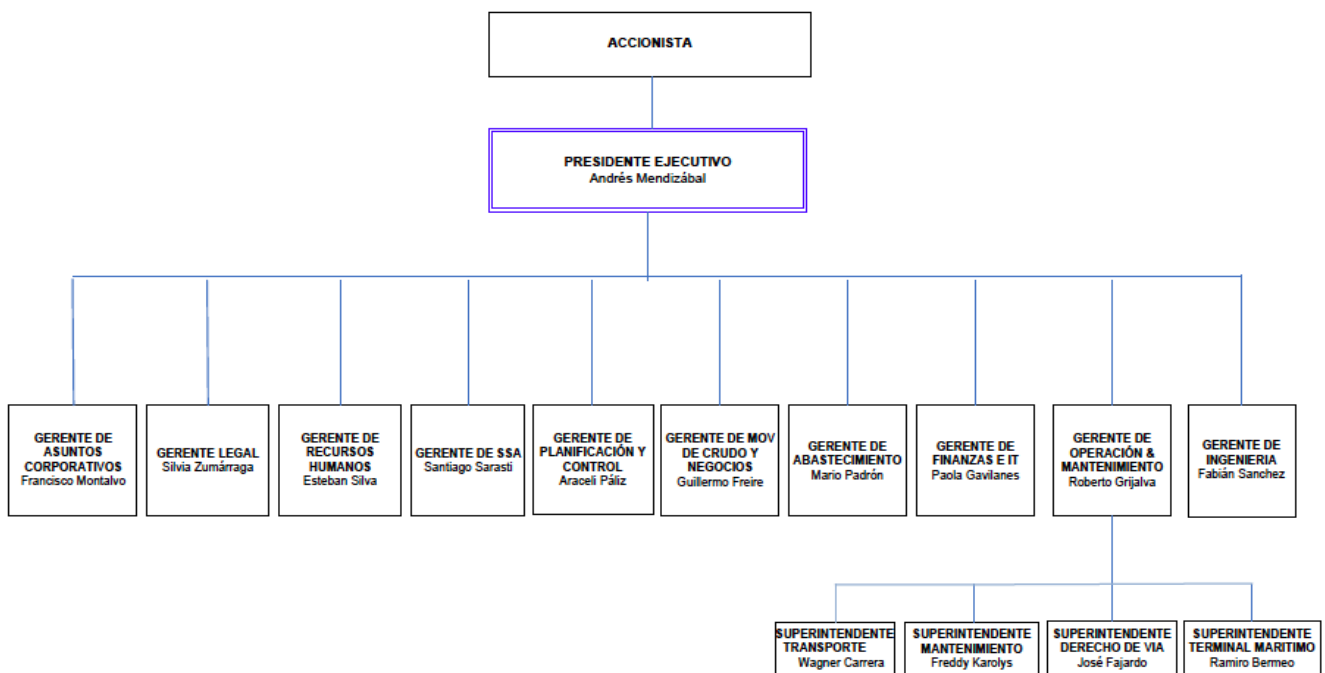 ACCIONISTA
PRESIDENTE EJECUTIVO
Andrés Mendizábal
GERENTE DE
ASUNTOS
CORPORATIVOS
Francisco Montalvo
GERENTE LEGAL
Silvia Zumárraga
GERENTE DE
RECURSOS
HUMANOS
Esteban Silva
GERENTE DE SSA
Santiago Sarasti
GERENTE DE
PLANIFICACIÓN Y
CONTROL
Araceli Páliz
GERENTE DE MOV
DE CRUDO Y
NEGOCIOS
Guillermo Freire
GERENTE DE
ABASTECIMIENTO
Mario Padrón
GERENTE DE
FINANZAS E IT
Paola Gavilanes
GERENTE DE
OPERACIÓN &
MANTENIMIENTO
Roberto Grijalva
GERENTE DE
INGENIERIA
Fabián Sanchez
SUPERINTENDENTE
TRANSPORTE
Wagner Carrera
SUPERINTENDENTE
MANTENIMIENTO
Freddy Karolys
SUPERINTENDENTE
DERECHO DE VIA
José Fajardo
SUPERINTENDENTE
TERMINAL MARITIMO
Ramiro Bermeo